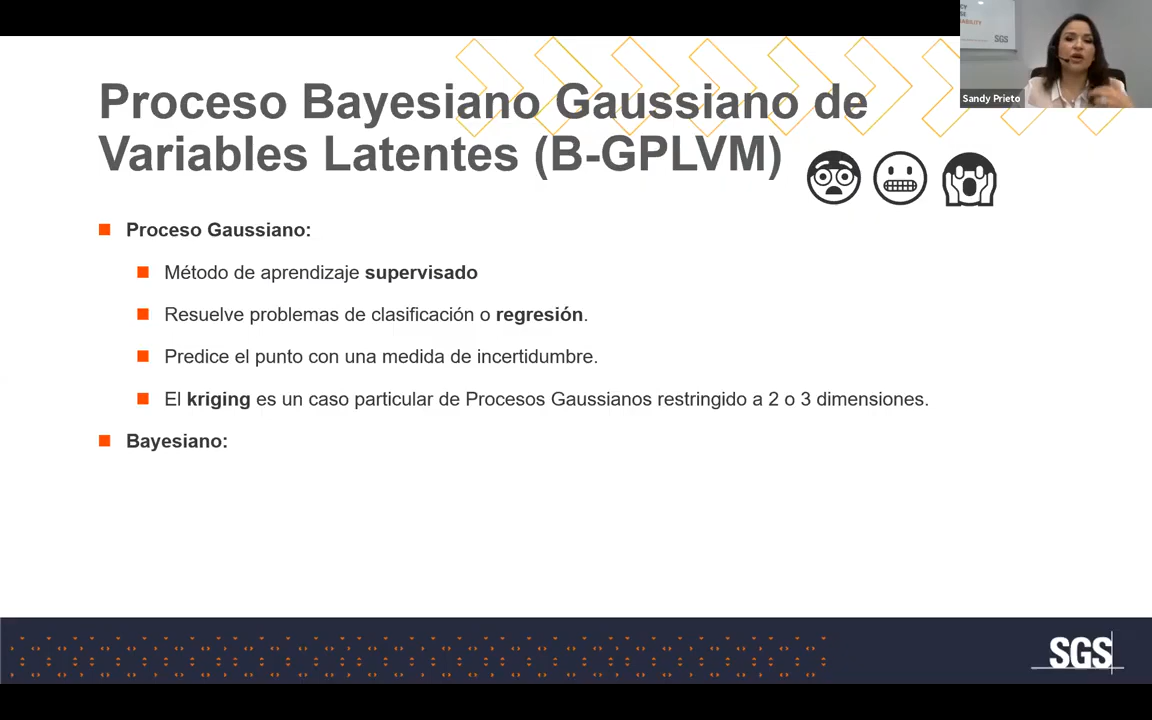 SGS
Sandy Prieto
Proceso Bayesiano Gaussiano de
Variables Latentes (B-GPLVM)
Proceso Gaussiano:
Método de aprendizaje supervisado
Resuelve problemas de clasificación o regresión.
Predice el punto con una medida de incertidumbre.
El kriging es un caso particular de Procesos Gaussianos restringido a 2 o 3 dimensiones.
Bayesiano:
SGS